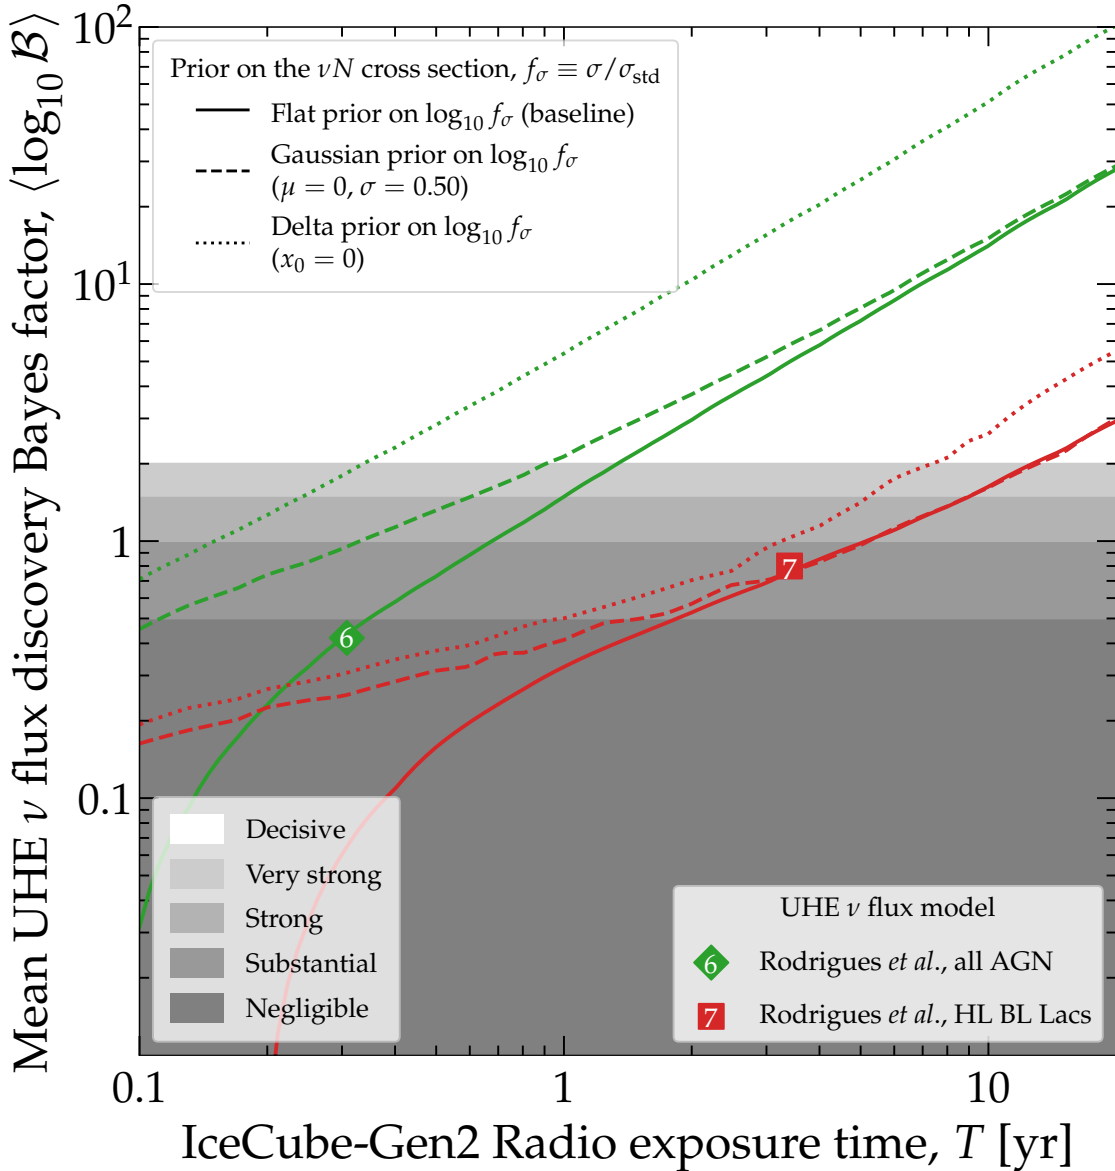 Mean UHE ν flux discovery Bayes factor, ⟨log₁₀ ℬ⟩
10²
10¹
1
0.1
Prior on the νN cross section, f_σ ≡ σ/σ_std
Flat prior on log₁₀ f_σ (baseline)
Gaussian prior on log₁₀ f_σ
(μ = 0, σ = 0.50)
Delta prior on log₁₀ f_σ
(x₀ = 0)
6
7
Decisive
Very strong
Strong
Substantial
Negligible
UHE ν flux model
6 Rodrigues et al., all AGN
7 Rodrigues et al., HL BL Lacs
0.1 1 10
IceCube-Gen2 Radio exposure time, T [yr]